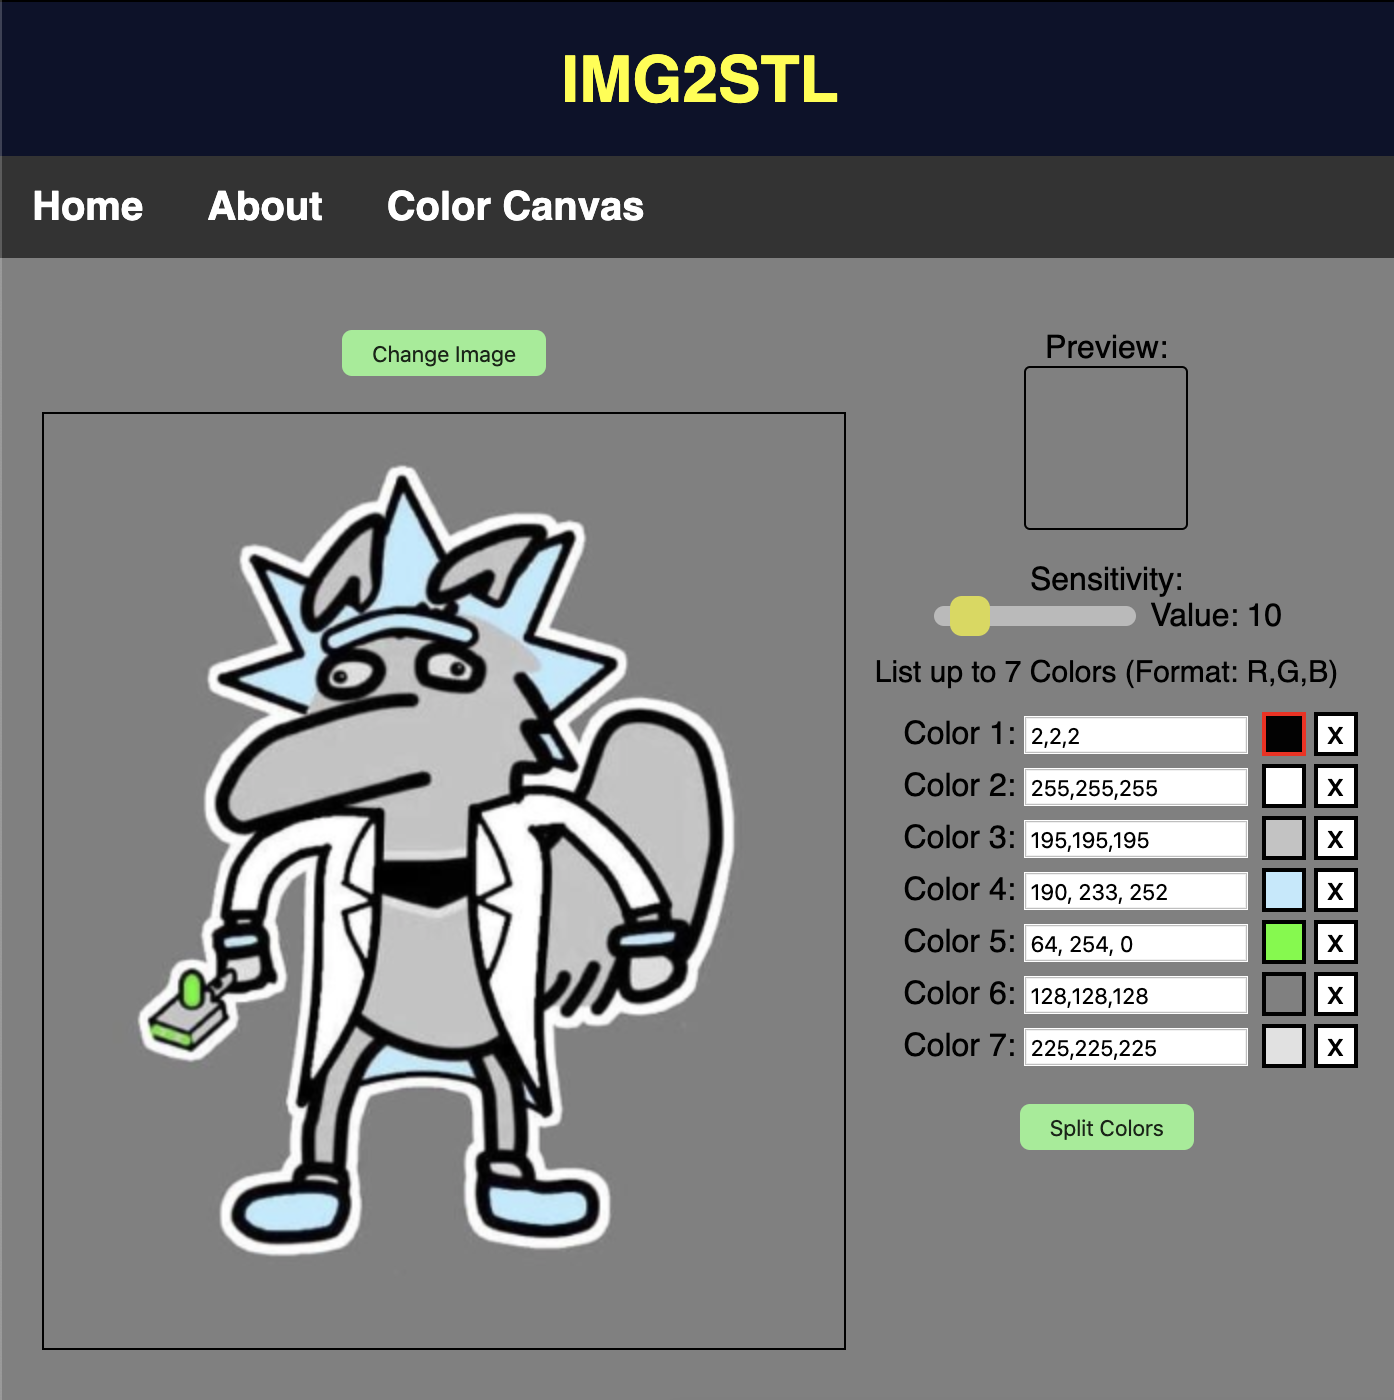 IMG2STL
Home About Color Canvas
Change Image
Preview:
Sensitivity:
Value: 10
List up to 7 Colors (Format: R,G,B)
Color 1: 2,2,2 X
Color 2: 255,255,255 X
Color 3: 195,195,195 X
Color 4: 190, 233, 252 X
Color 5: 64, 254, 0 X
Color 6: 128,128,128 X
Color 7: 225,225,225 X
Split Colors